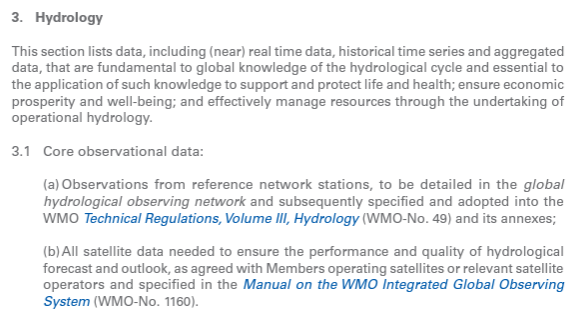 3. Hydrology
This section lists data, including (near) real time data, historical time series and aggregated
data, that are fundamental to global knowledge of the hydrological cycle and essential to
the application of such knowledge to support and protect life and health; ensure economic
prosperity and well-being; and effectively manage resources through the undertaking of
operational hydrology.
3.1 Core observational data:
(a) Observations from reference network stations, to be detailed in the global
hydrological observing network and subsequently specified and adopted into the
WMO Technical Regulations, Volume III, Hydrology (WMO-No. 49) and its annexes;
(b) All satellite data needed to ensure the performance and quality of hydrological
forecast and outlook, as agreed with Members operating satellites or relevant satellite
operators and specified in the Manual on the WMO Integrated Global Observing
System (WMO-No. 1160).